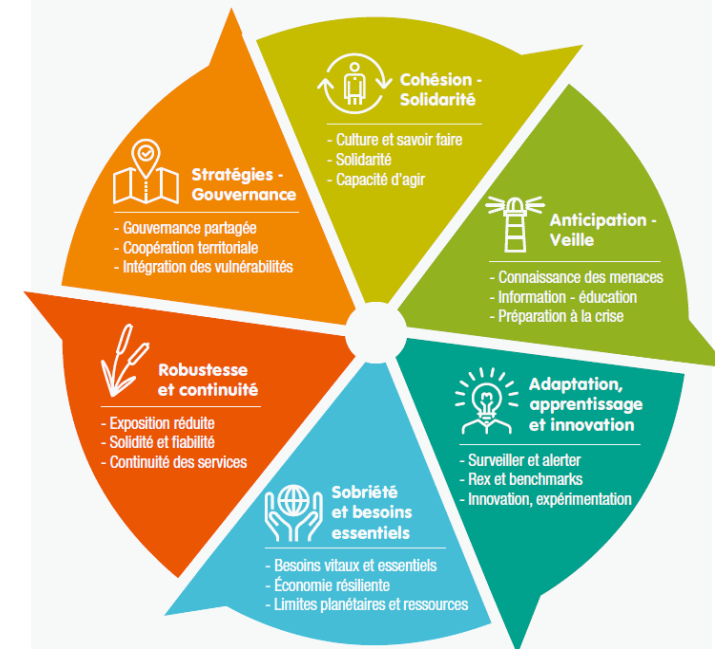 Cohésion -
Solidarité
- Culture et savoir faire
- Solidarité
- Capacité d'agir
Anticipation -
Veille
- Connaissance des menaces
- Information - éducation
- Préparation à la crise
Adaptation,
apprentissage
et innovation
- Surveiller et alerter
- Rex et benchmarks
- Innovation, expérimentation
Sobriété
et besoins
essentiels
- Besoins vitaux et essentiels
- Économie résiliente
- Limites planétaires et ressources
Robustesse
et continuité
- Exposition réduite
- Solidité et fiabilité
- Continuité des services
Stratégies -
Gouvernance
- Gouvernance partagée
- Coopération territoriale
- Intégration des vulnérabilités